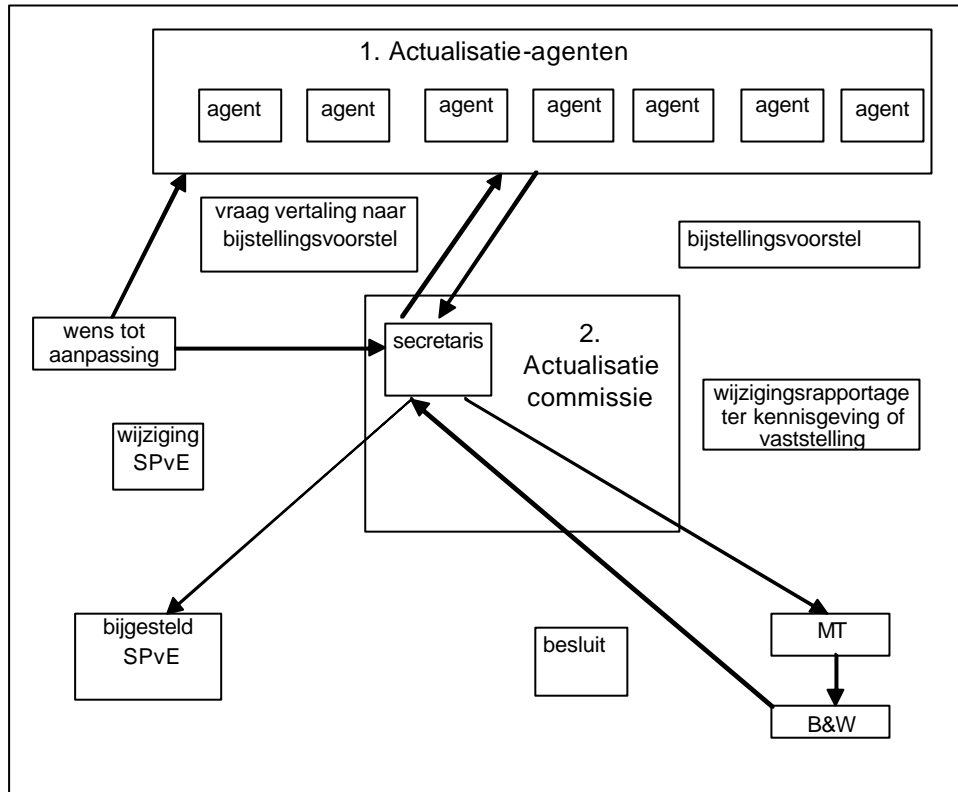 1. Actualisatie-agenten
agent
agent
agent
agent
agent
agent
agent
vraag vertaling naar
bijstellingsvoorstel
bijstellingsvoorstel
wens tot
aanpassing
secretaris
2.
Actualisatie
commissie
wijzigingsrapportage
ter kennisgeving of
vaststelling
wijziging
SPvE
bijgesteld
SPvE
besluit
MT
B&W